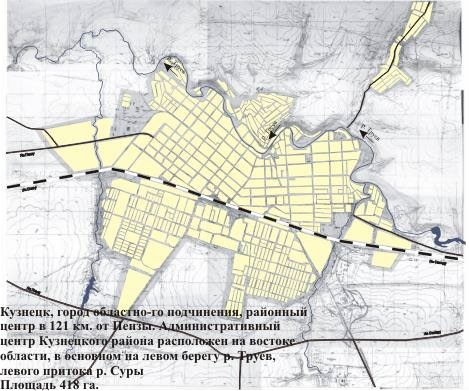 р. Труев
Кузнецк, город областно-го подчинения, районный
центр в 121 км. от Пензы. Административный
центр Кузнецкого района расположен на востоке
области, в основном на левом берегу р. Труев,
левого притока р. Суры
Площадь 418 га.